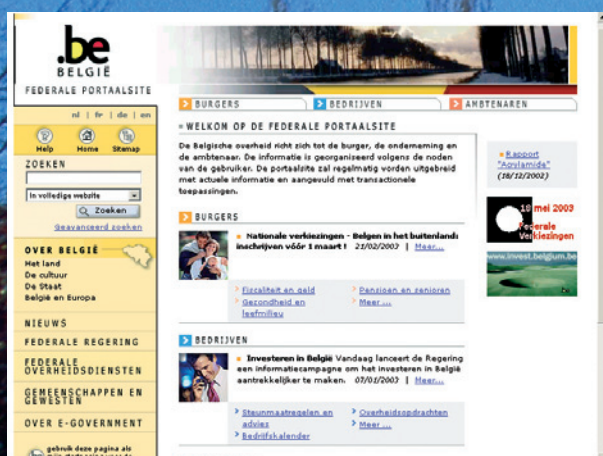 .be
BELGIË
FEDERALE PORTAALSITE
nl | fr | de | en
Help Home Sitemap
ZOEKEN
In volledige website
Zoeken
Geavanceerd zoeken
OVER BELGIË
Het land
De cultuur
De Staat
België en Europa
NIEUWS
FEDERALE REGERING
FEDERALE
OVERHEIDSDIENSTEN
GEMEENSCHAPPEN EN
GEWESTEN
OVER E-GOVERNMENT
gebruik deze pagina als
BURGERS
BEDRIJVEN
AMBTENAREN
WELKOM OP DE FEDERALE PORTAALSITE
De Belgische overheid richt zich tot de burger, de onderneming en
de ambtenaar. De informatie is georganiseerd volgens de noden
van de gebruiker. De portaalsite zal regelmatig worden uitgebreid
met actuele informatie en aangevuld met transactionele
toepassingen.
BURGERS
Nationale verkiezingen - Belgen in het buitenland:
inschrijven vóór 1 maart ! 21/02/2003 | Meer...
Fiscaliteit en geld
Gezondheid en
leefmilieu
Pensioen en senioren
Meer ...
BEDRIJVEN
Investeren in België Vandaag lanceert de Regering
een informatiecampagne om het investeren in België
aantrekkelijker te maken. 07/01/2003 | Meer...
Steunmaatregelen en
advies
Bedrijfskalender
Overheidsopdrachten
Meer ...
Rapport
"Aovlamide"
(18/12/2002)
18 mei 2003
Federale
Verkiezingen
www.invest.belgium.be
.be